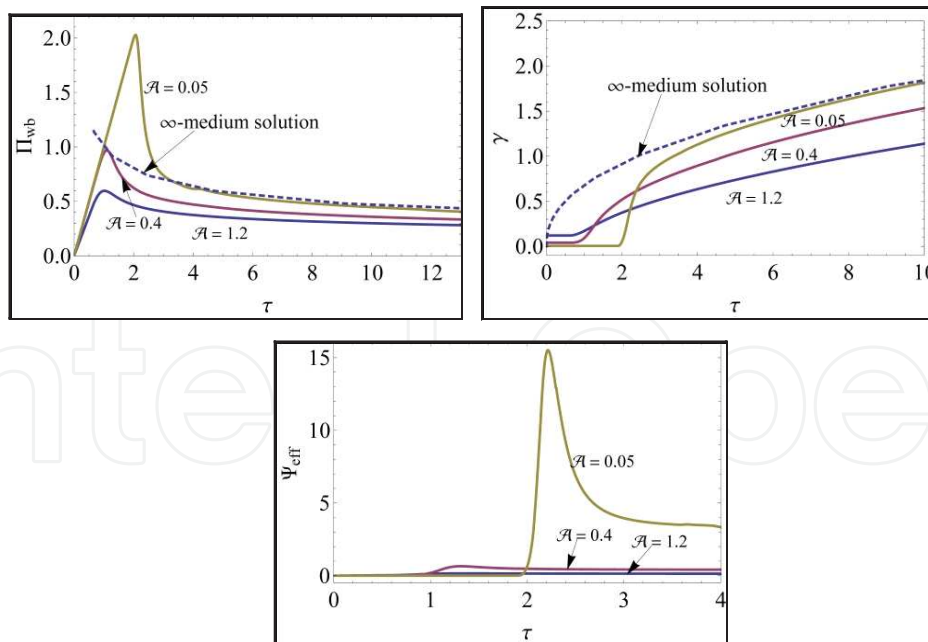 2.0
1.5
1.0
0.5
0.0
Π_wb
𝒜 = 0.05
∞-medium solution
𝒜 = 0.4
𝒜 = 1.2
0 2 4 6 8 10 12
τ
2.5
2.0
1.5
1.0
0.5
0.0
γ
∞-medium solution
𝒜 = 0.05
𝒜 = 0.4
𝒜 = 1.2
0 2 4 6 8 10
τ
15
10
5
0
Ψ_eff
𝒜 = 0.05
𝒜 = 0.4
𝒜 = 1.2
0 1 2 3 4
τ